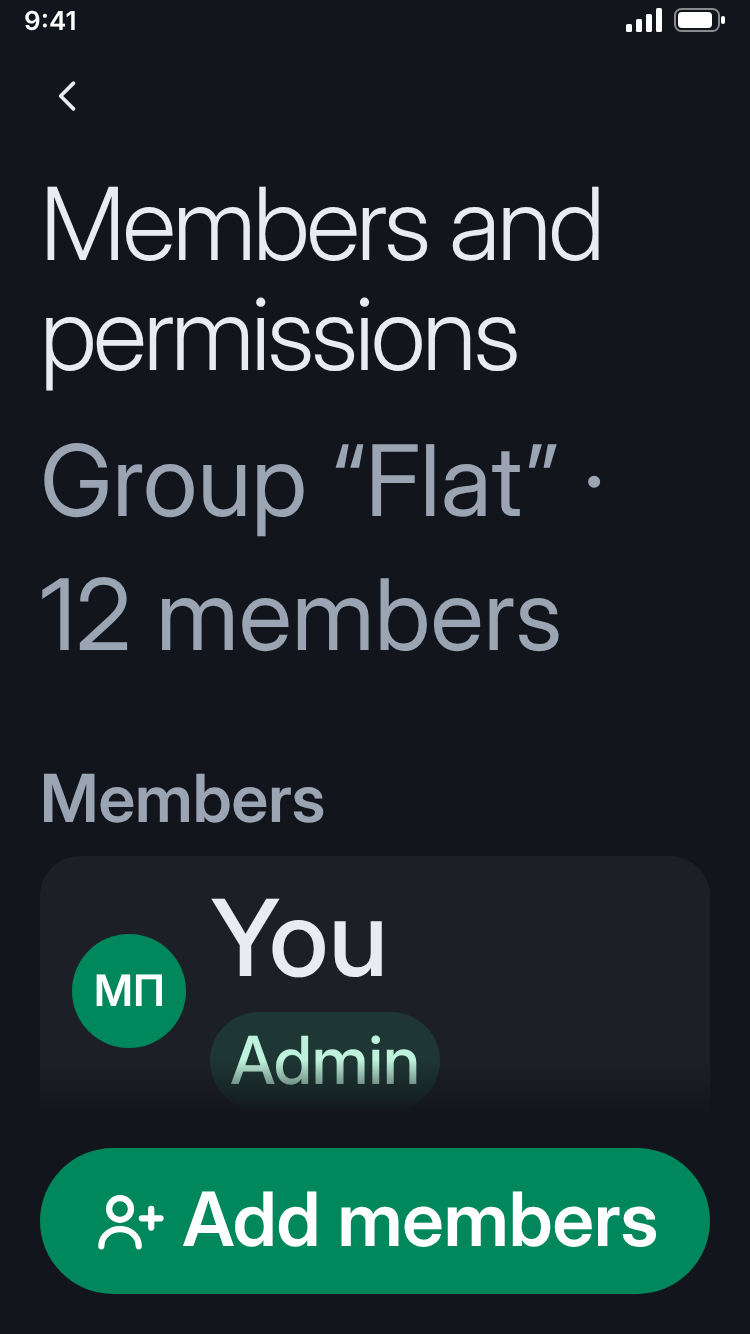 9:41
Members and
permissions
Group “Flat” ·
12 members
Members
You
МП
Admin
Add members